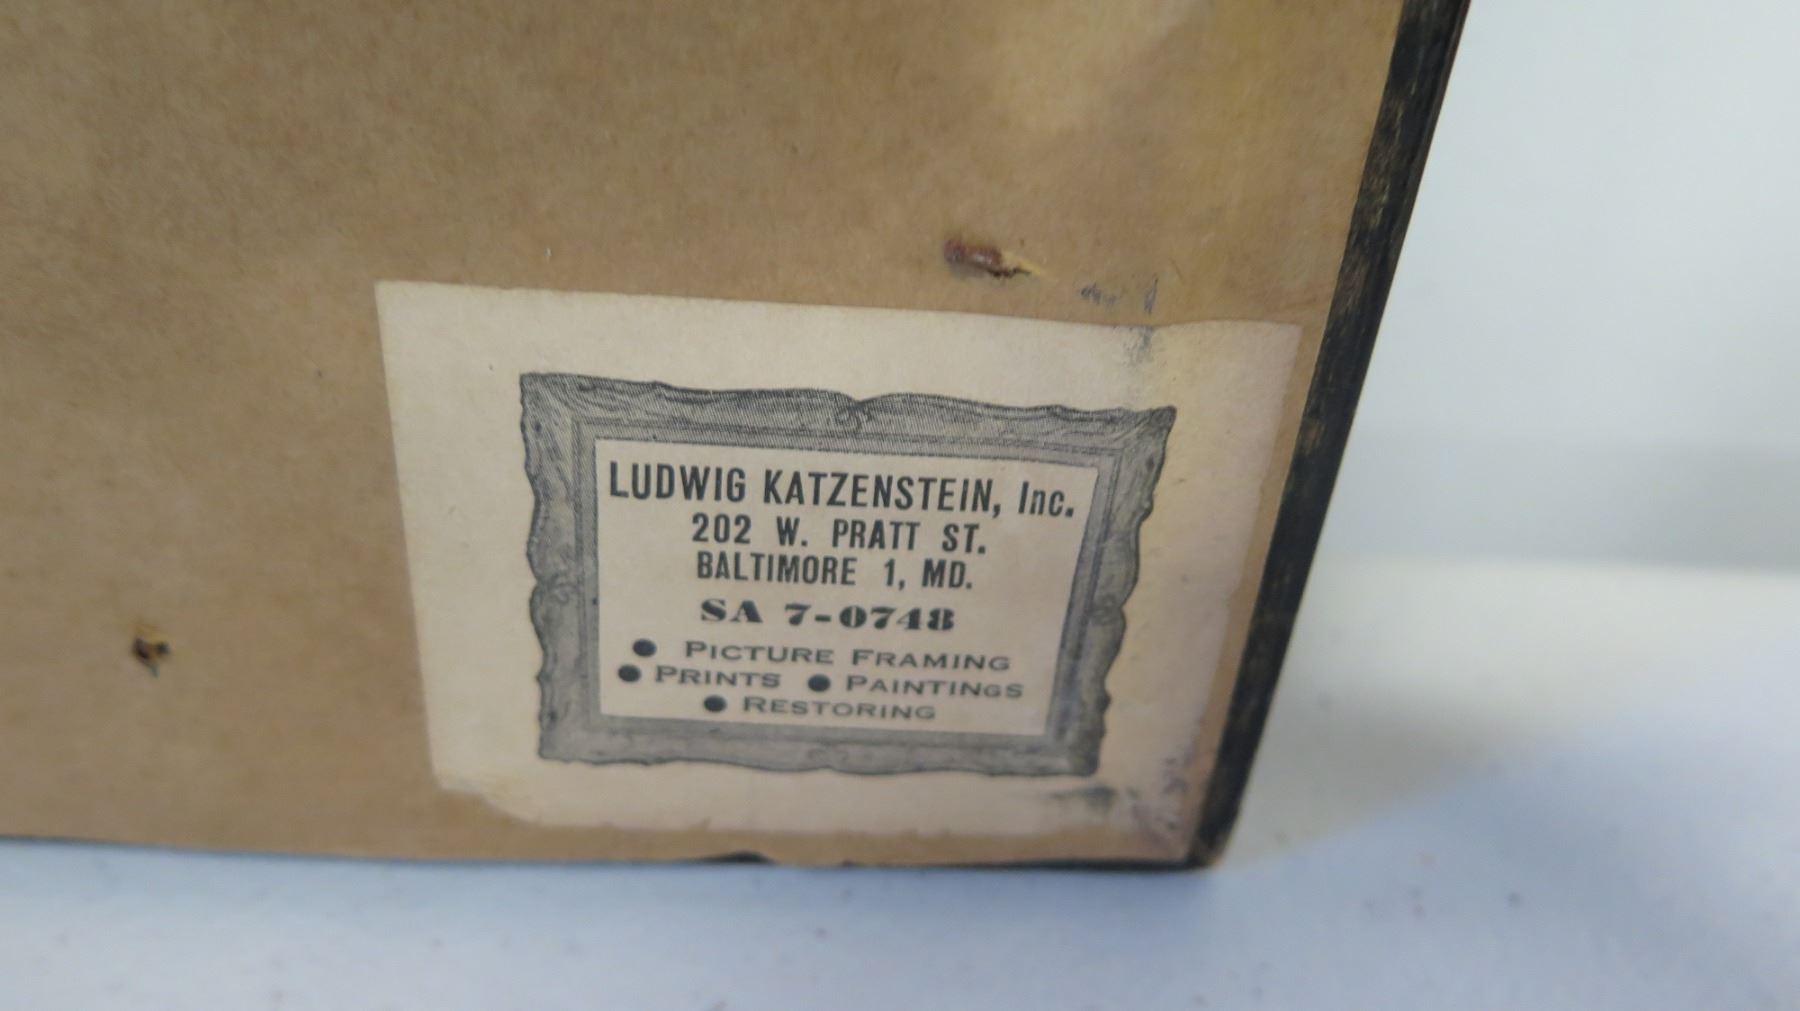 LUDWIG KATZENSTEIN, Inc.
202 W. PRATT ST.
BALTIMORE 1, MD.
SA 7-0748
● PICTURE FRAMING
● PRINTS ● PAINTINGS
● RESTORING